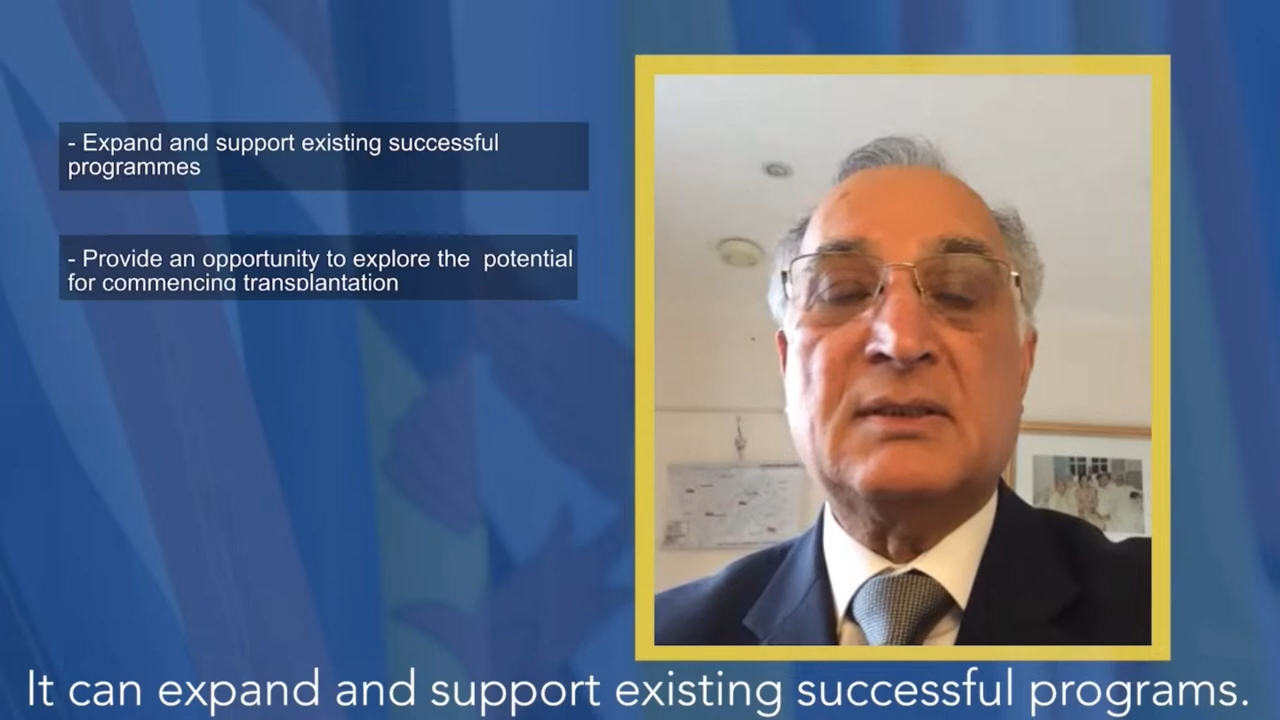 - Expand and support existing successful
programmes
- Provide an opportunity to explore the  potential
for commencing transplantation
It can expand and support existing successful programs.